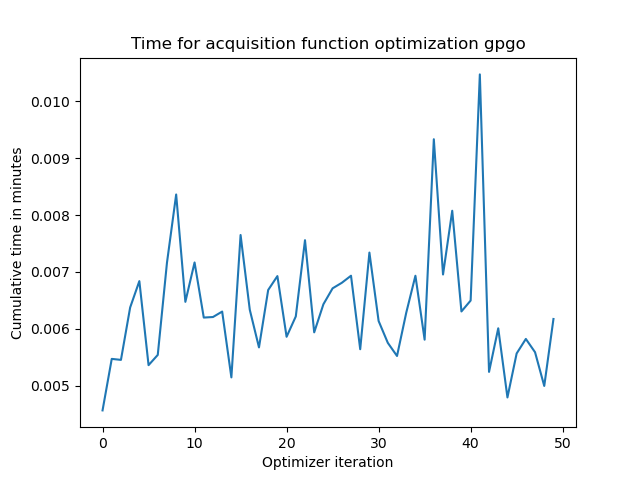 Time for acquisition function optimization gpgo
Cumulative time in minutes
0.010
0.009
0.008
0.007
0.006
0.005
0 10 20 30 40 50
Optimizer iteration